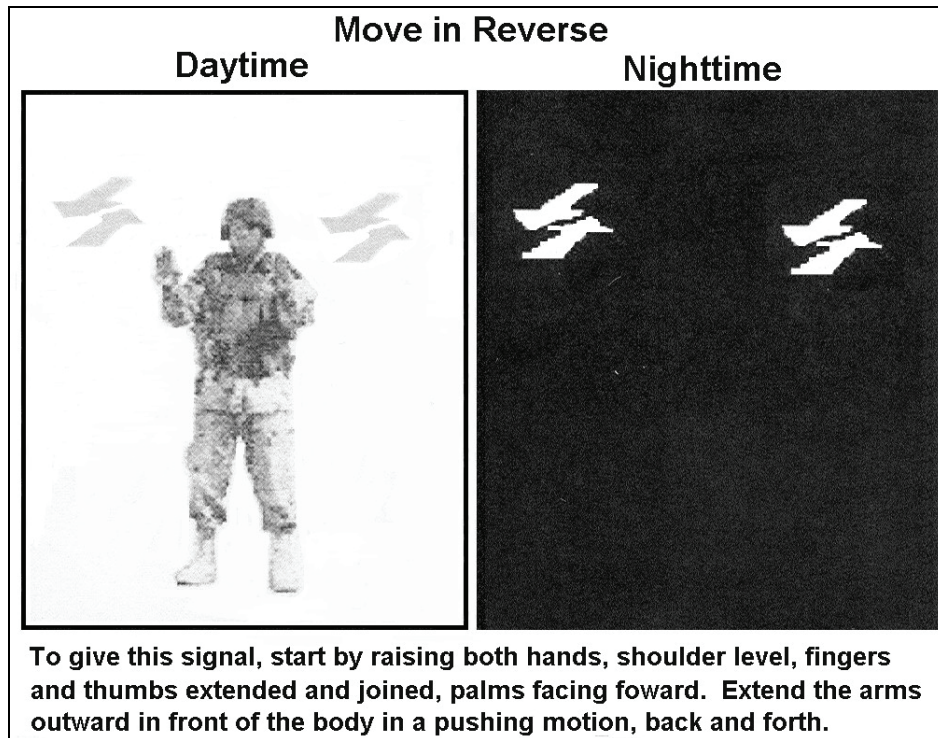 Move in Reverse
Daytime
Nighttime
To give this signal, start by raising both hands, shoulder level, fingers
and thumbs extended and joined, palms facing foward. Extend the arms
outward in front of the body in a pushing motion, back and forth.